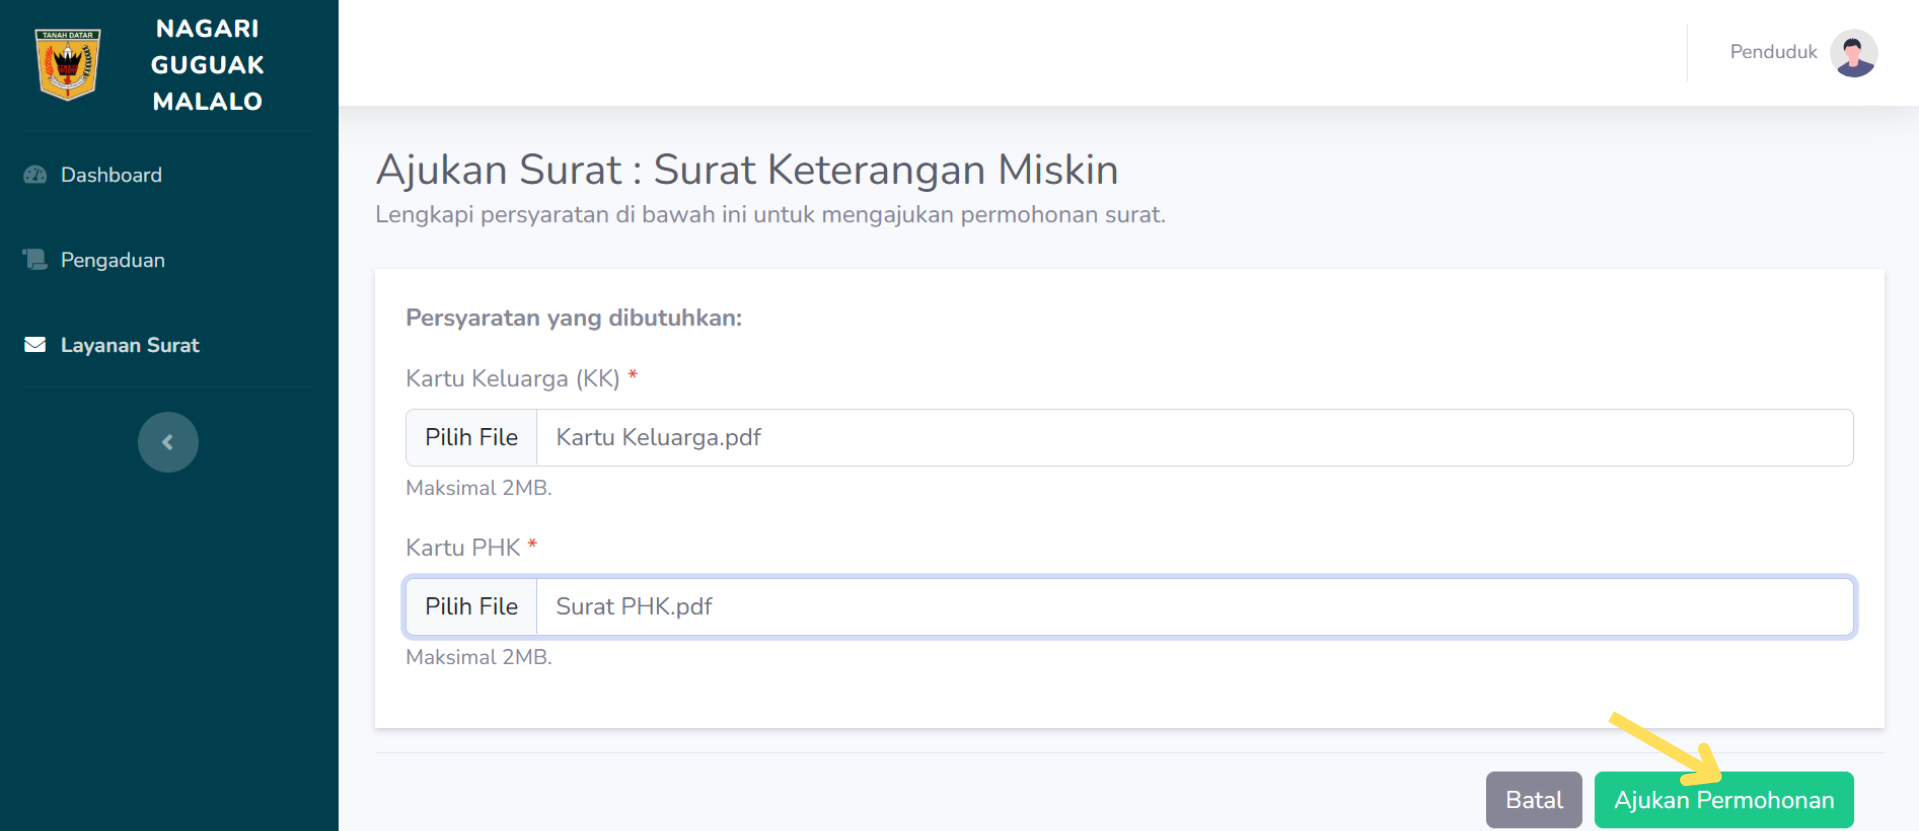 TANAH DATAR
NAGARI
GUGUAK
MALALO
Dashboard
Pengaduan
Layanan Surat
Penduduk
Ajukan Surat : Surat Keterangan Miskin
Lengkapi persyaratan di bawah ini untuk mengajukan permohonan surat.
Persyaratan yang dibutuhkan:
Kartu Keluarga (KK) *
Pilih File Kartu Keluarga.pdf
Maksimal 2MB.
Kartu PHK *
Pilih File Surat PHK.pdf
Maksimal 2MB.
Batal Ajukan Permohonan